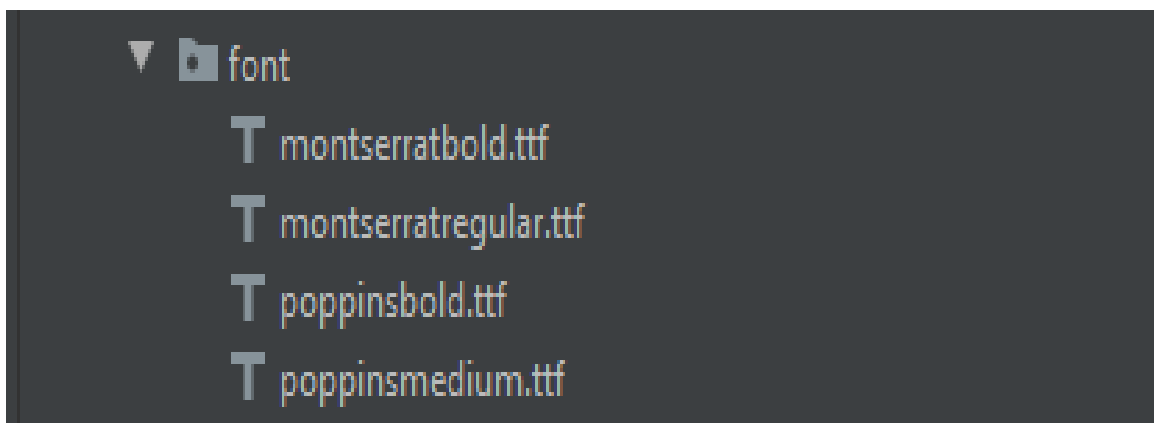 font
montserratbold.ttf
montserratregular.ttf
poppinsbold.ttf
poppinsmedium.ttf